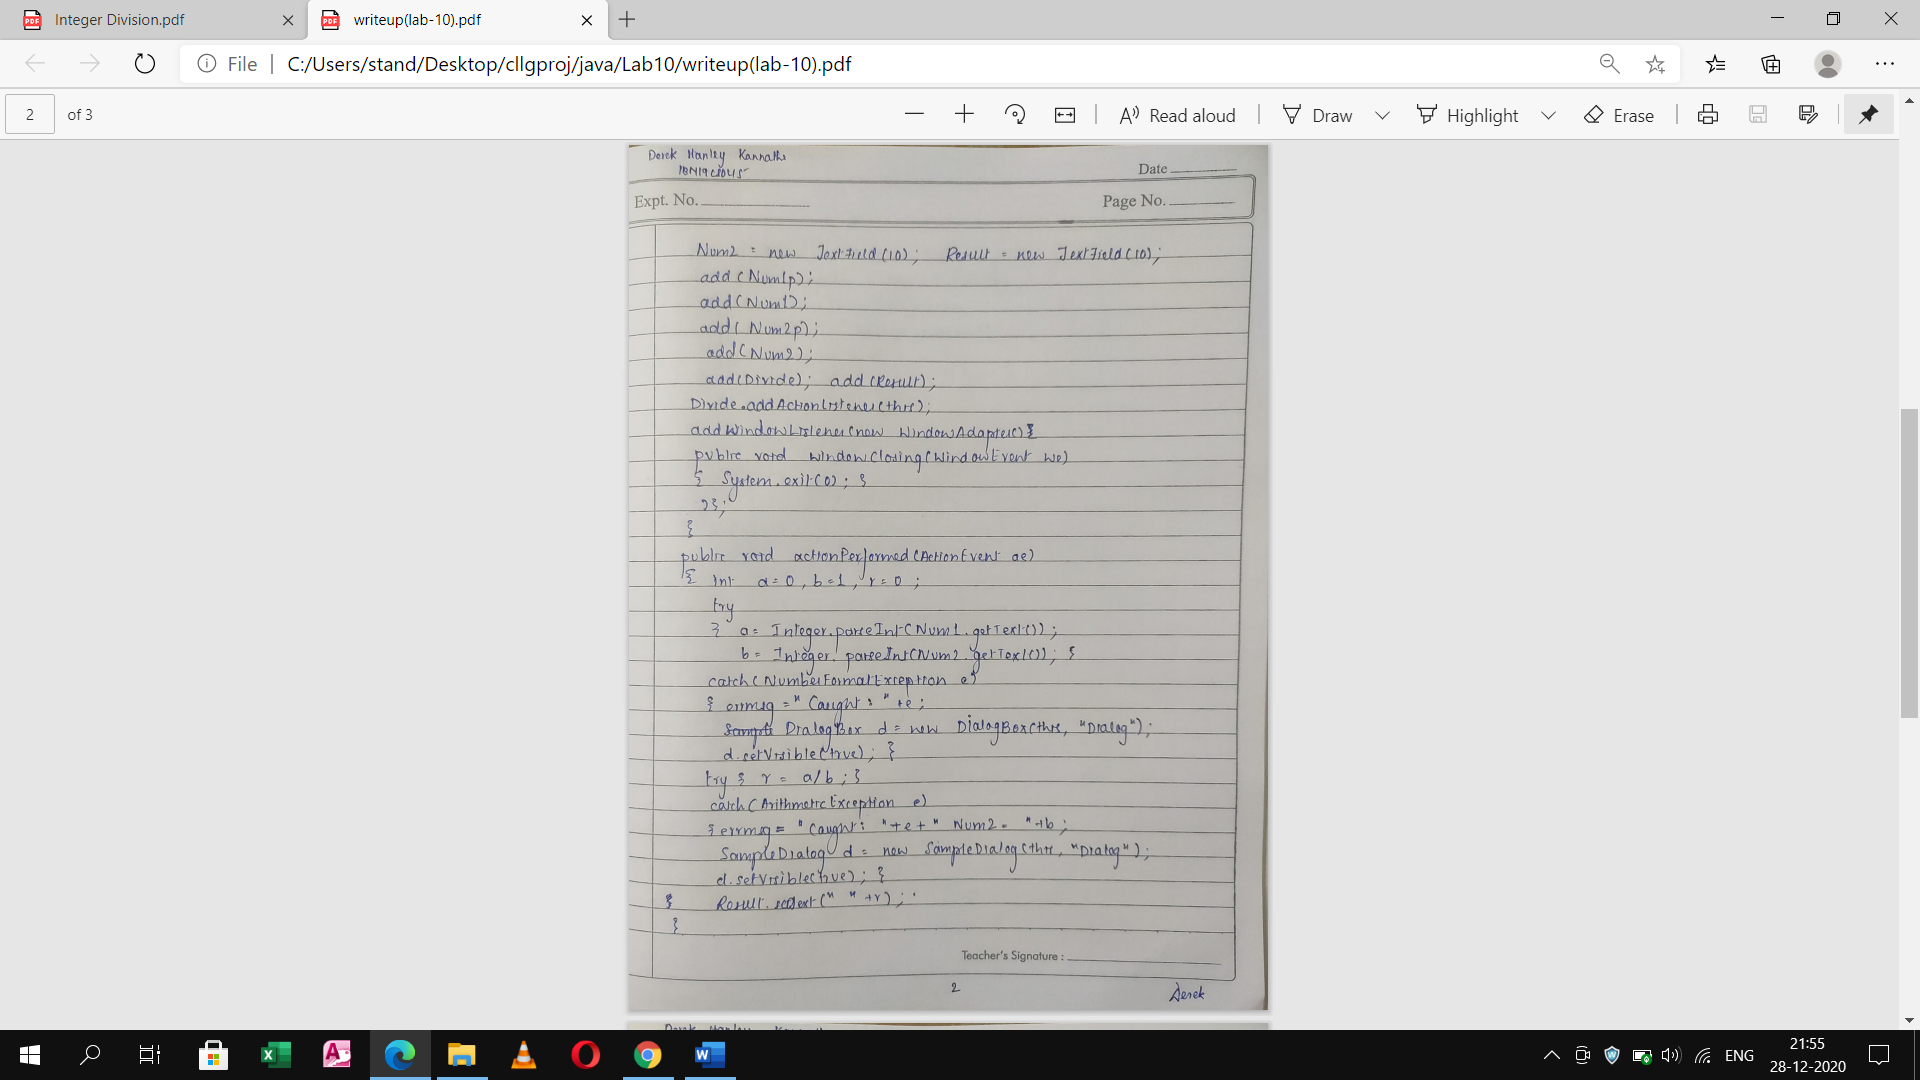 Integer Division.pdf
writeup(lab-10).pdf
File | C:/Users/stand/Desktop/cllgproj/java/Lab10/writeup(lab-10).pdf
2 of 3
Read aloud
Draw
Highlight
Erase
Derek Hanley Kannath
Date
Expt. No.
Page No.
Num2 = new TextField(10); Result = new TextField(10);
add(Num1p);
add(Num1);
add(Num2p);
add(Num2);
add(Divide); add(Result);
Divide.addActionListener(this);
addWindowListener(new WindowAdapter(){
public void windowClosing(WindowEvent we)
{ System.exit(0); }
});
}
public void actionPerformed(ActionEvent ae)
{ int a=0, b=1, r=0;
try
{ a= Integer.parseInt(Num1.getText());
b= Integer.parseInt(Num2.getText()); }
catch(NumberFormatException e)
{ errmsg = "Caught: "+e;
Sample DialogBox d = new DialogBox(this, "Dialog");
d.setVisible(true); }
try { r = a/b; }
catch(ArithmeticException e)
{ errmsg = "Caught: "+e+" Num2= "+b;
SampleDialog d = new SampleDialog(this, "Dialog");
d.setVisible(true); }
} Result.setText(" "+r);
}
Teacher's Signature :
2
Derek
Derek Hanley
ENG
21:55
28-12-2020